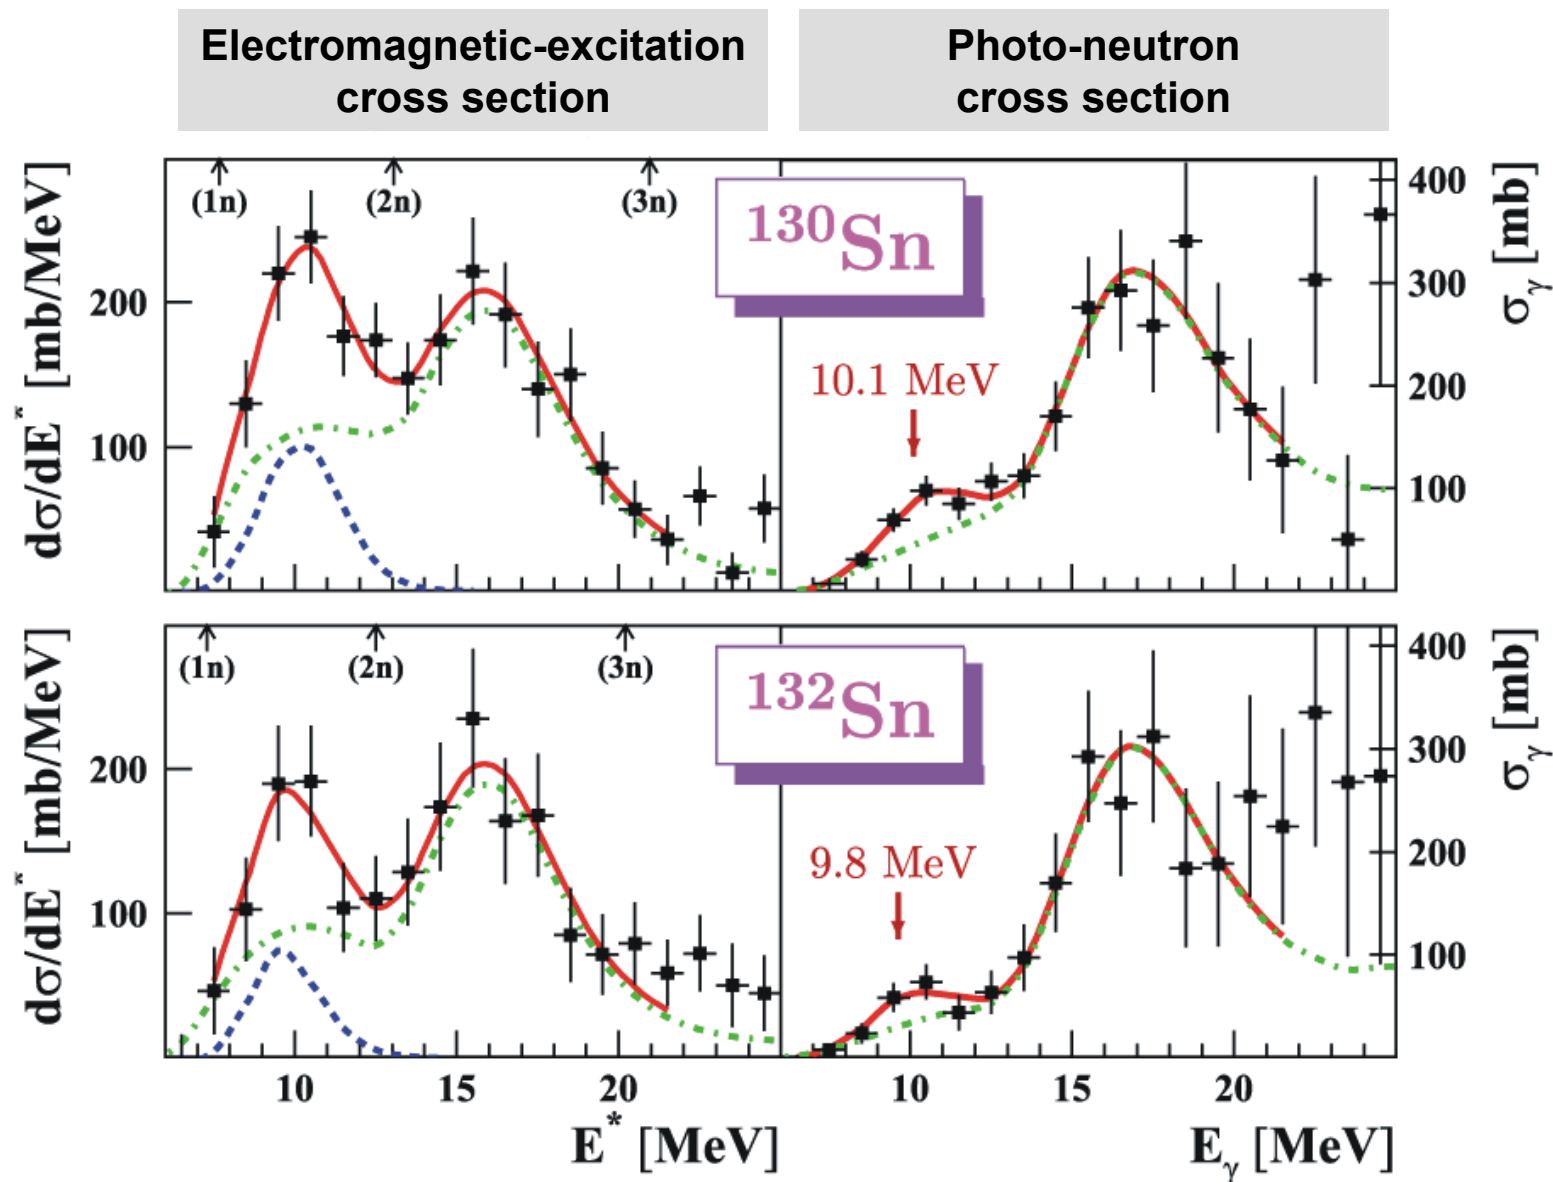 Electromagnetic-excitation
cross section
Photo-neutron
cross section
(1n)
(2n)
(3n)
dσ/dE* [mb/MeV]
200
100
¹³⁰Sn
10.1 MeV
400
300
200
100
σγ [mb]
(1n)
(2n)
(3n)
dσ/dE* [mb/MeV]
200
100
¹³²Sn
9.8 MeV
400
300
200
100
σγ [mb]
10 15 20
E* [MeV]
10 15 20
Eγ [MeV]